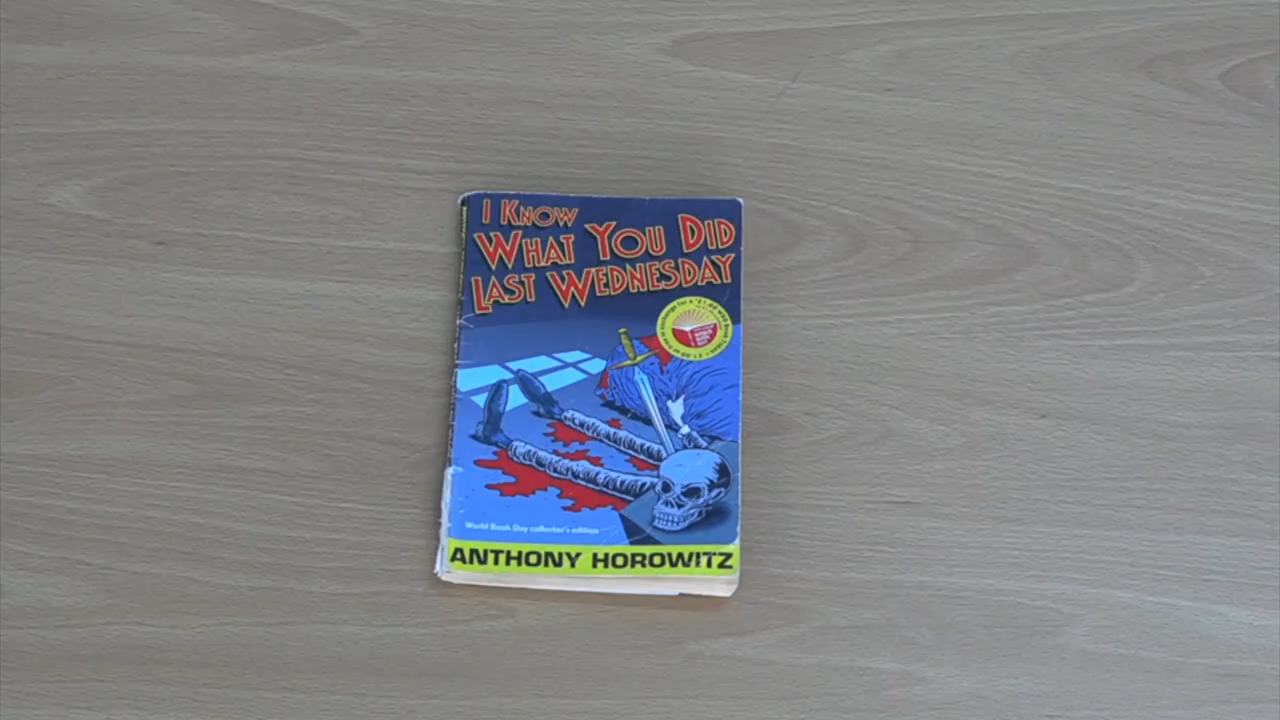 I KNOW
WHAT YOU DID
LAST WEDNESDAY
World Book Day collector's edition
ANTHONY HOROWITZ